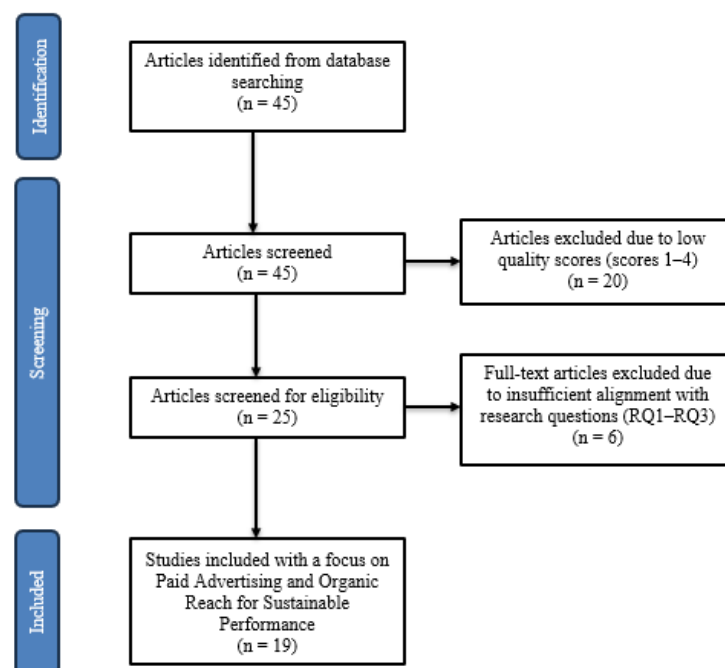 Identification
Articles identified from database
searching
(n = 45)
Screening
Articles screened
(n = 45)
Articles excluded due to low
quality scores (scores 1–4)
(n = 20)
Articles screened for eligibility
(n = 25)
Full-text articles excluded due
to insufficient alignment with
research questions (RQ1–RQ3)
(n = 6)
Included
Studies included with a focus on
Paid Advertising and Organic
Reach for Sustainable
Performance
(n = 19)